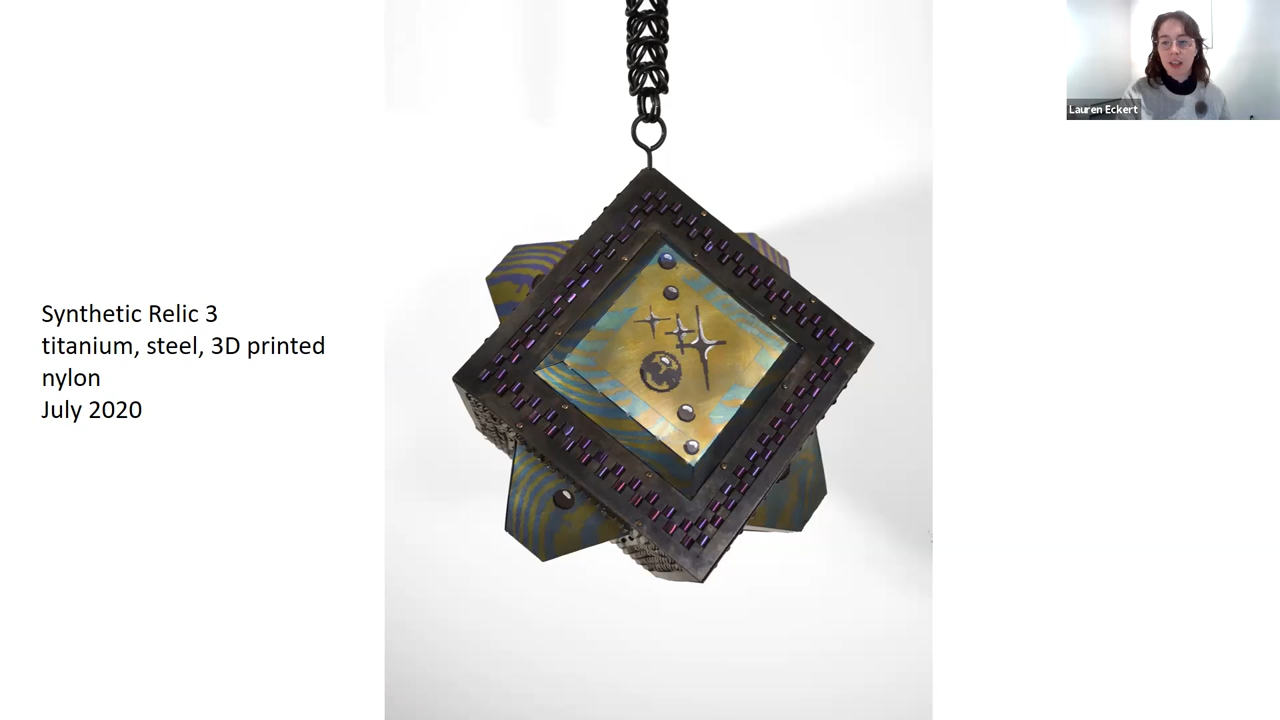 Synthetic Relic 3
titanium, steel, 3D printed
nylon
July 2020
Lauren Eckert